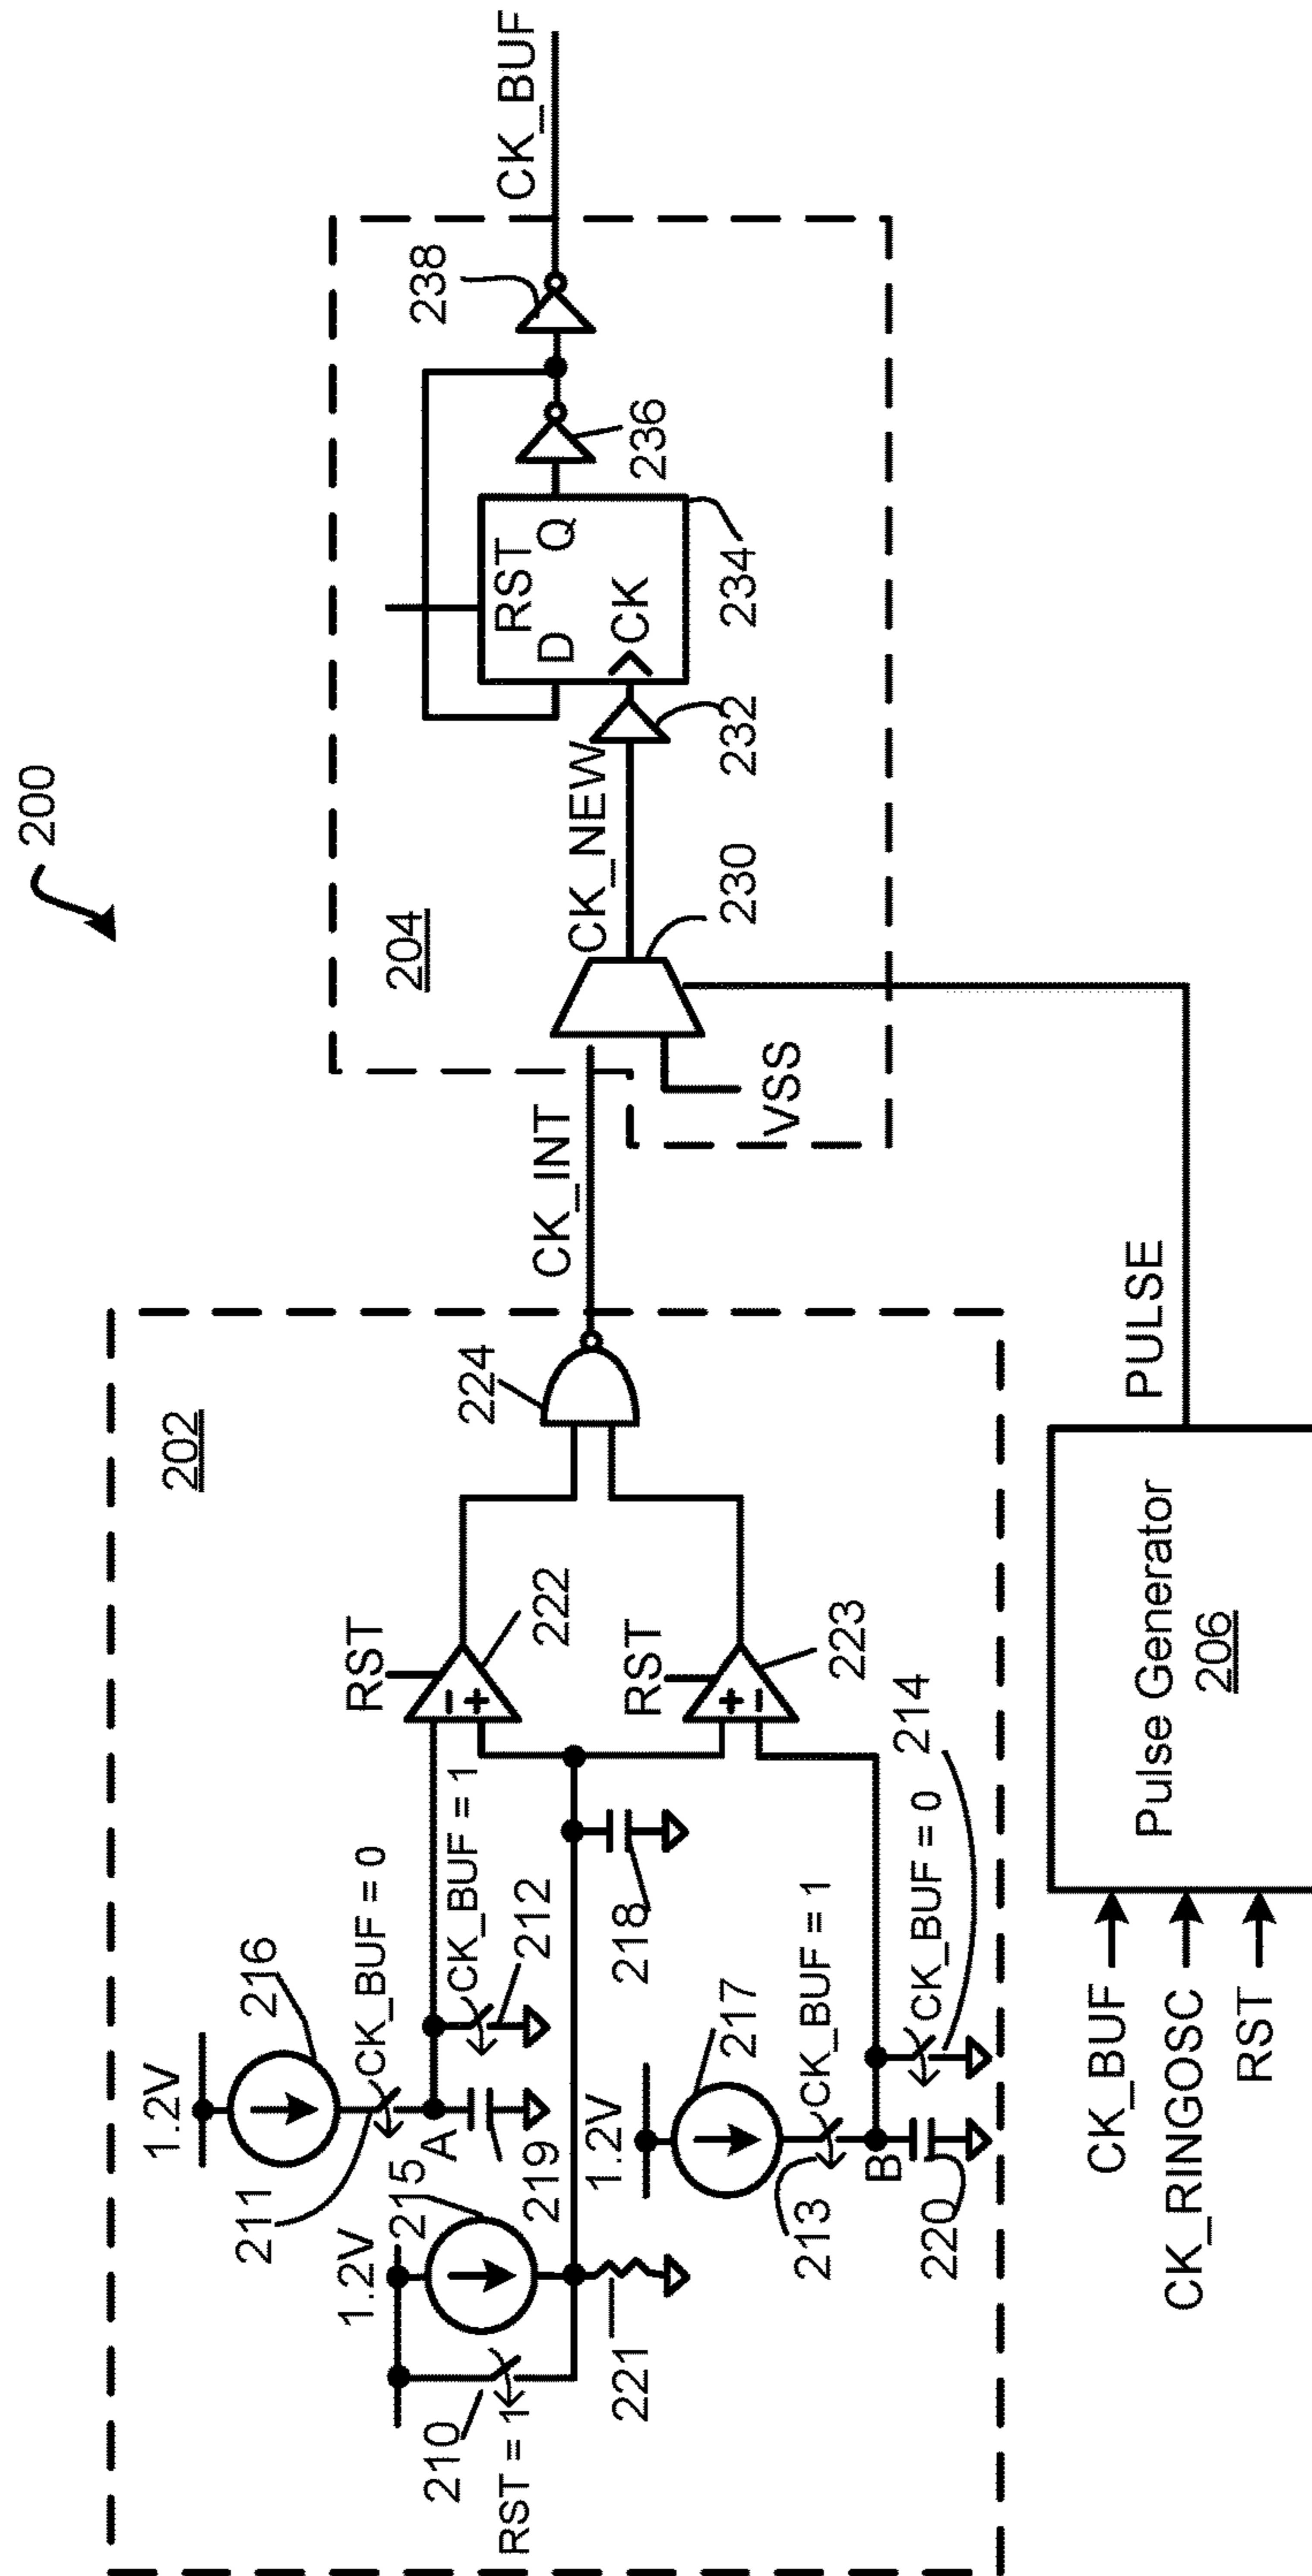 200
202
1.2V
216
211
CK_BUF = 0
A
219
CK_BUF = 1
212
1.2V
215
210
RST = 1
221
218
1.2V
217
213
CK_BUF = 1
B
220
CK_BUF = 0
214
RST
−
+
222
RST
+
−
223
224
CK_INT
204
VSS
230
CK_NEW
232
RST
D
Q
CK
234
236
238
CK_BUF
CK_BUF
CK_RINGOSC
RST
Pulse Generator
206
PULSE